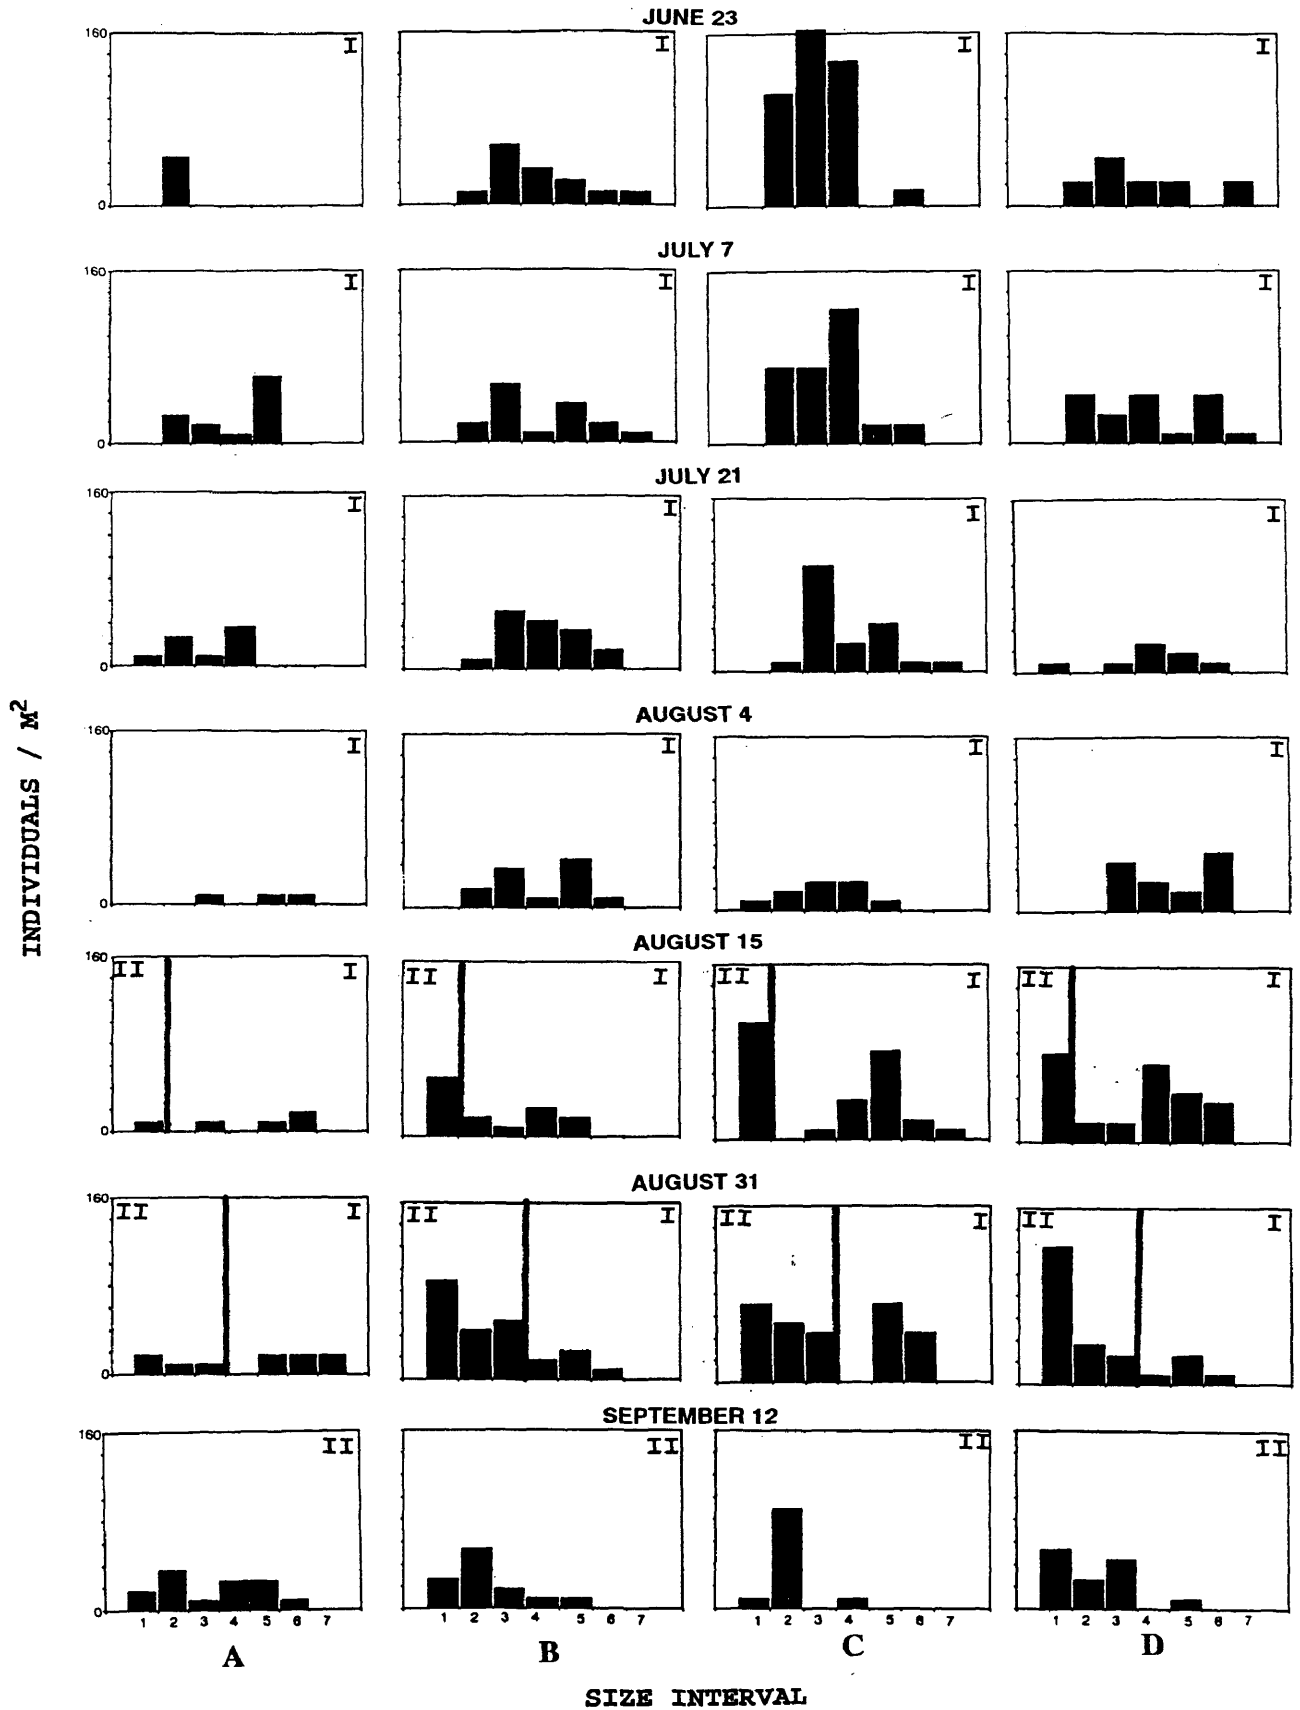 JUNE 23
160
I
I
I
I
0
JULY 7
160
I
I
I
I
0
JULY 21
160
I
I
I
I
0
INDIVIDUALS / M²
AUGUST 4
160
I
I
I
I
0
AUGUST 15
160
II I
II I
II I
II I
0
AUGUST 31
160
II I
II I
II I
II I
0
SEPTEMBER 12
160
II
II
II
II
0
1 2 3 4 5 6 7
1 2 3 4 5 6 7
1 2 3 4 5 6 7
1 2 3 4 5 6 7
A B C D
SIZE INTERVAL